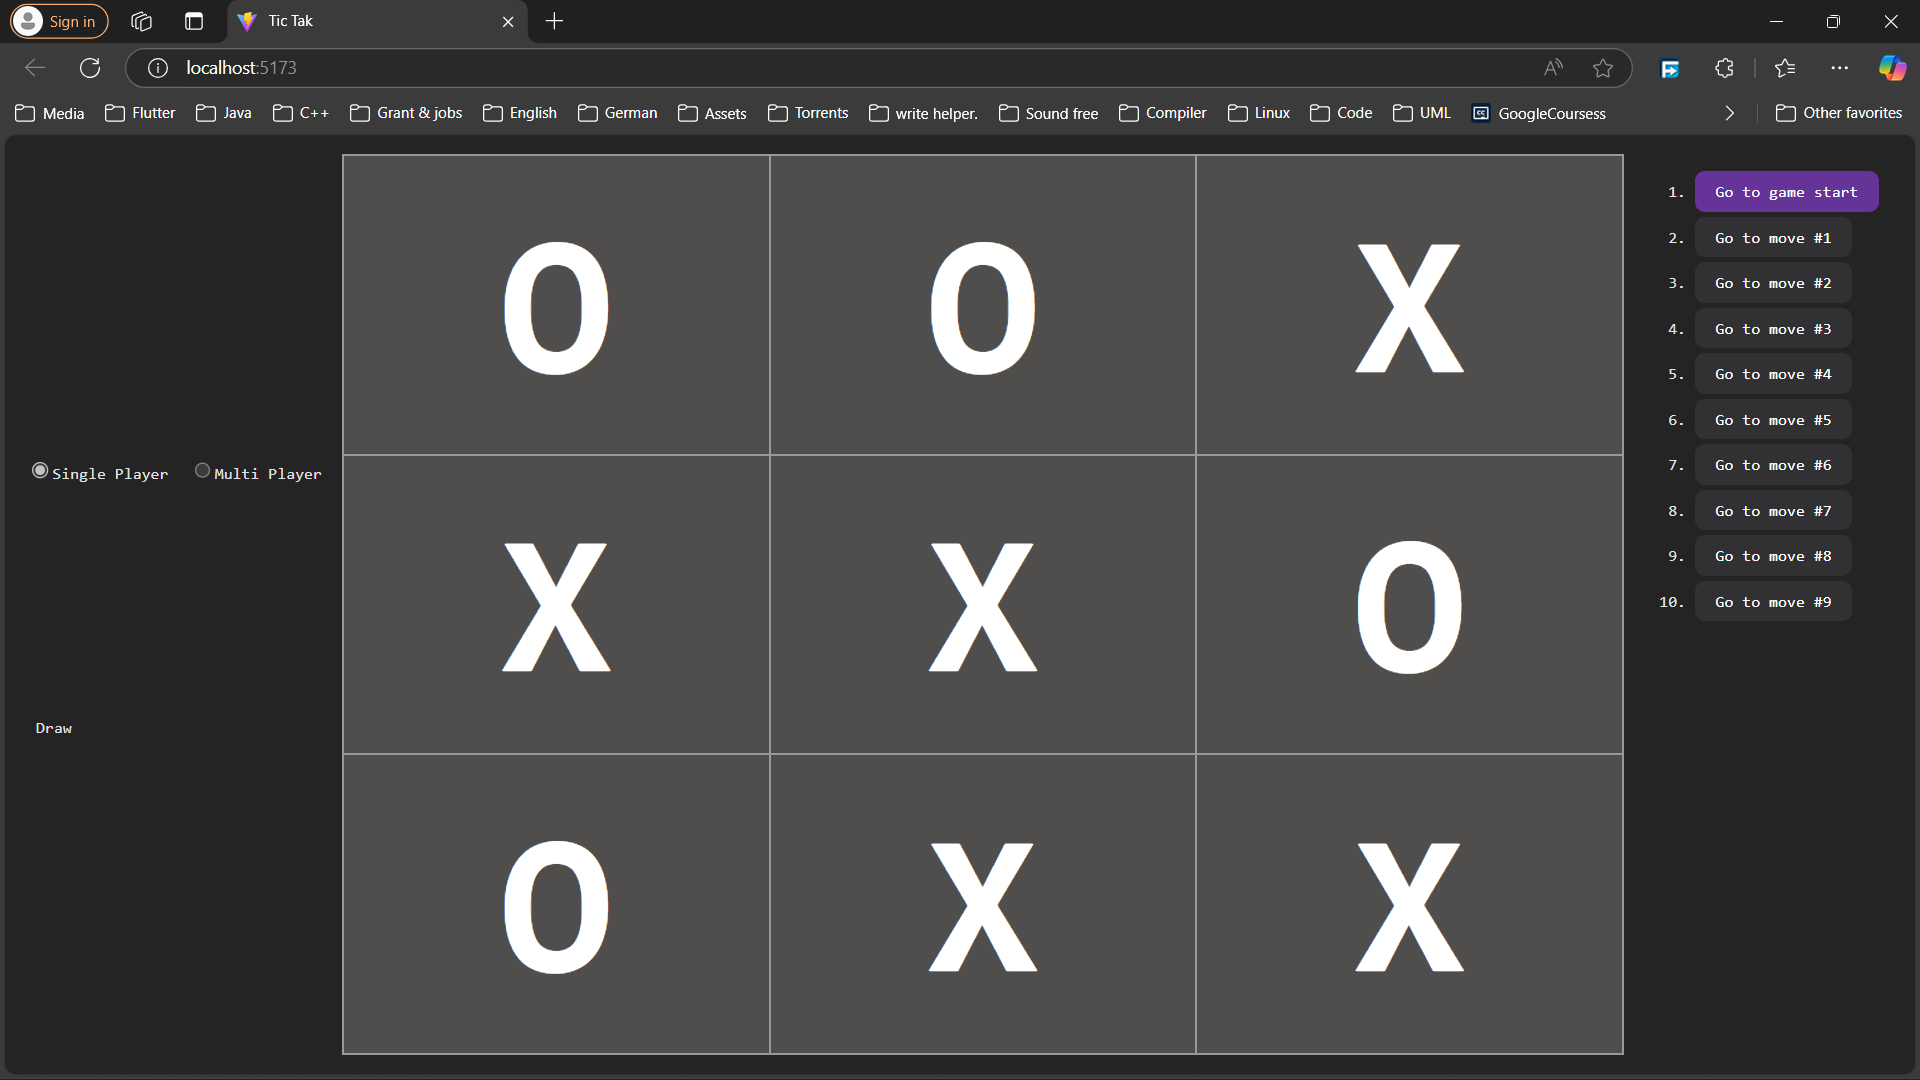 Sign in
Tic Tak
localhost:5173
Media Flutter Java C++ Grant & jobs English German Assets Torrents write helper. Sound free Compiler Linux Code UML GoogleCoursess Other favorites
Single Player Multi Player
Draw
O O X
X X O
O X X
1. Go to game start
2. Go to move #1
3. Go to move #2
4. Go to move #3
5. Go to move #4
6. Go to move #5
7. Go to move #6
8. Go to move #7
9. Go to move #8
10. Go to move #9